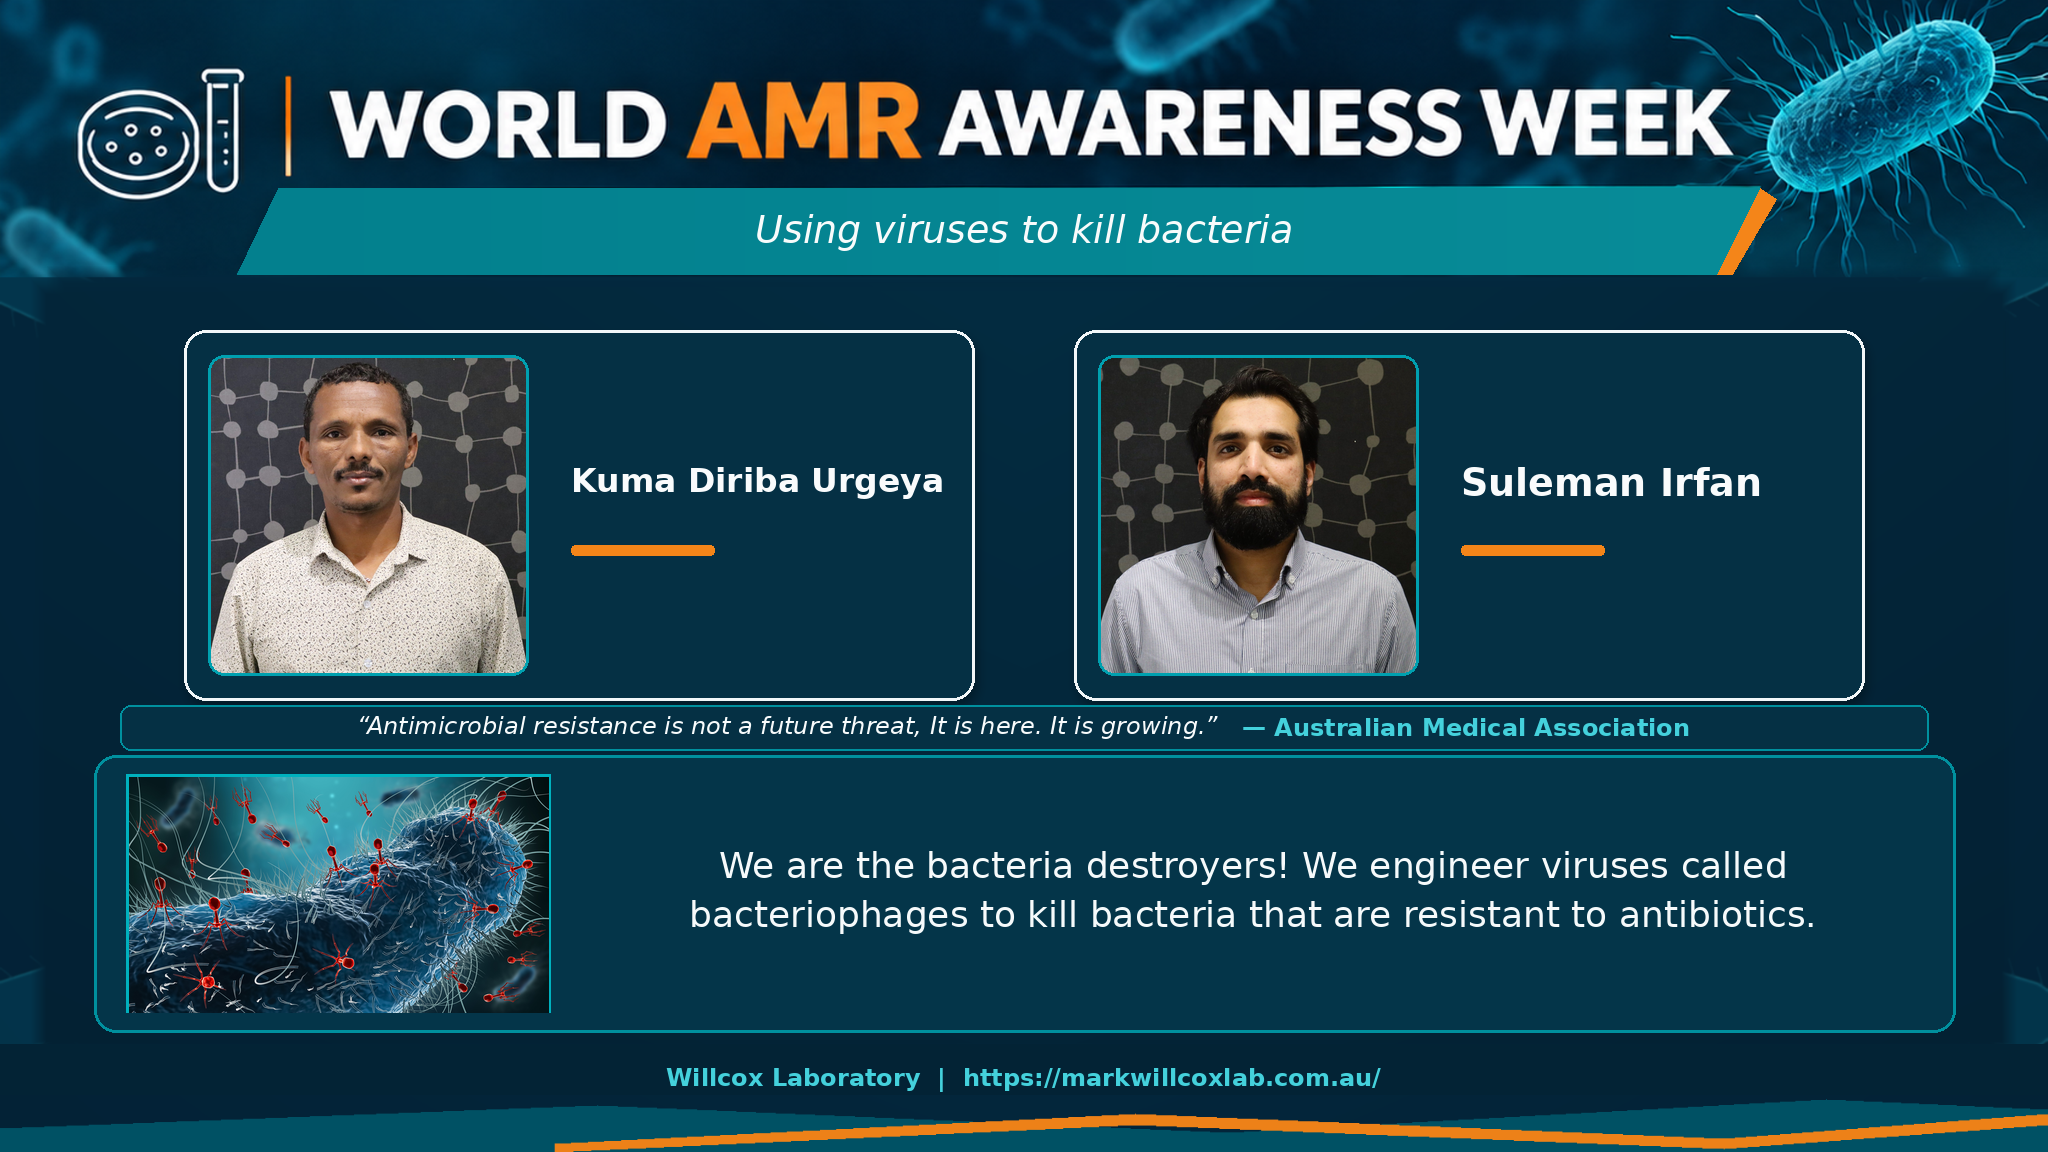 WORLD AMR AWARENESS WEEK
Using viruses to kill bacteria
Kuma Diriba Urgeya
Suleman Irfan
“Antimicrobial resistance is not a future threat, It is here. It is growing.” — Australian Medical Association
We are the bacteria destroyers! We engineer viruses called
bacteriophages to kill bacteria that are resistant to antibiotics.
Willcox Laboratory | https://markwillcoxlab.com.au/